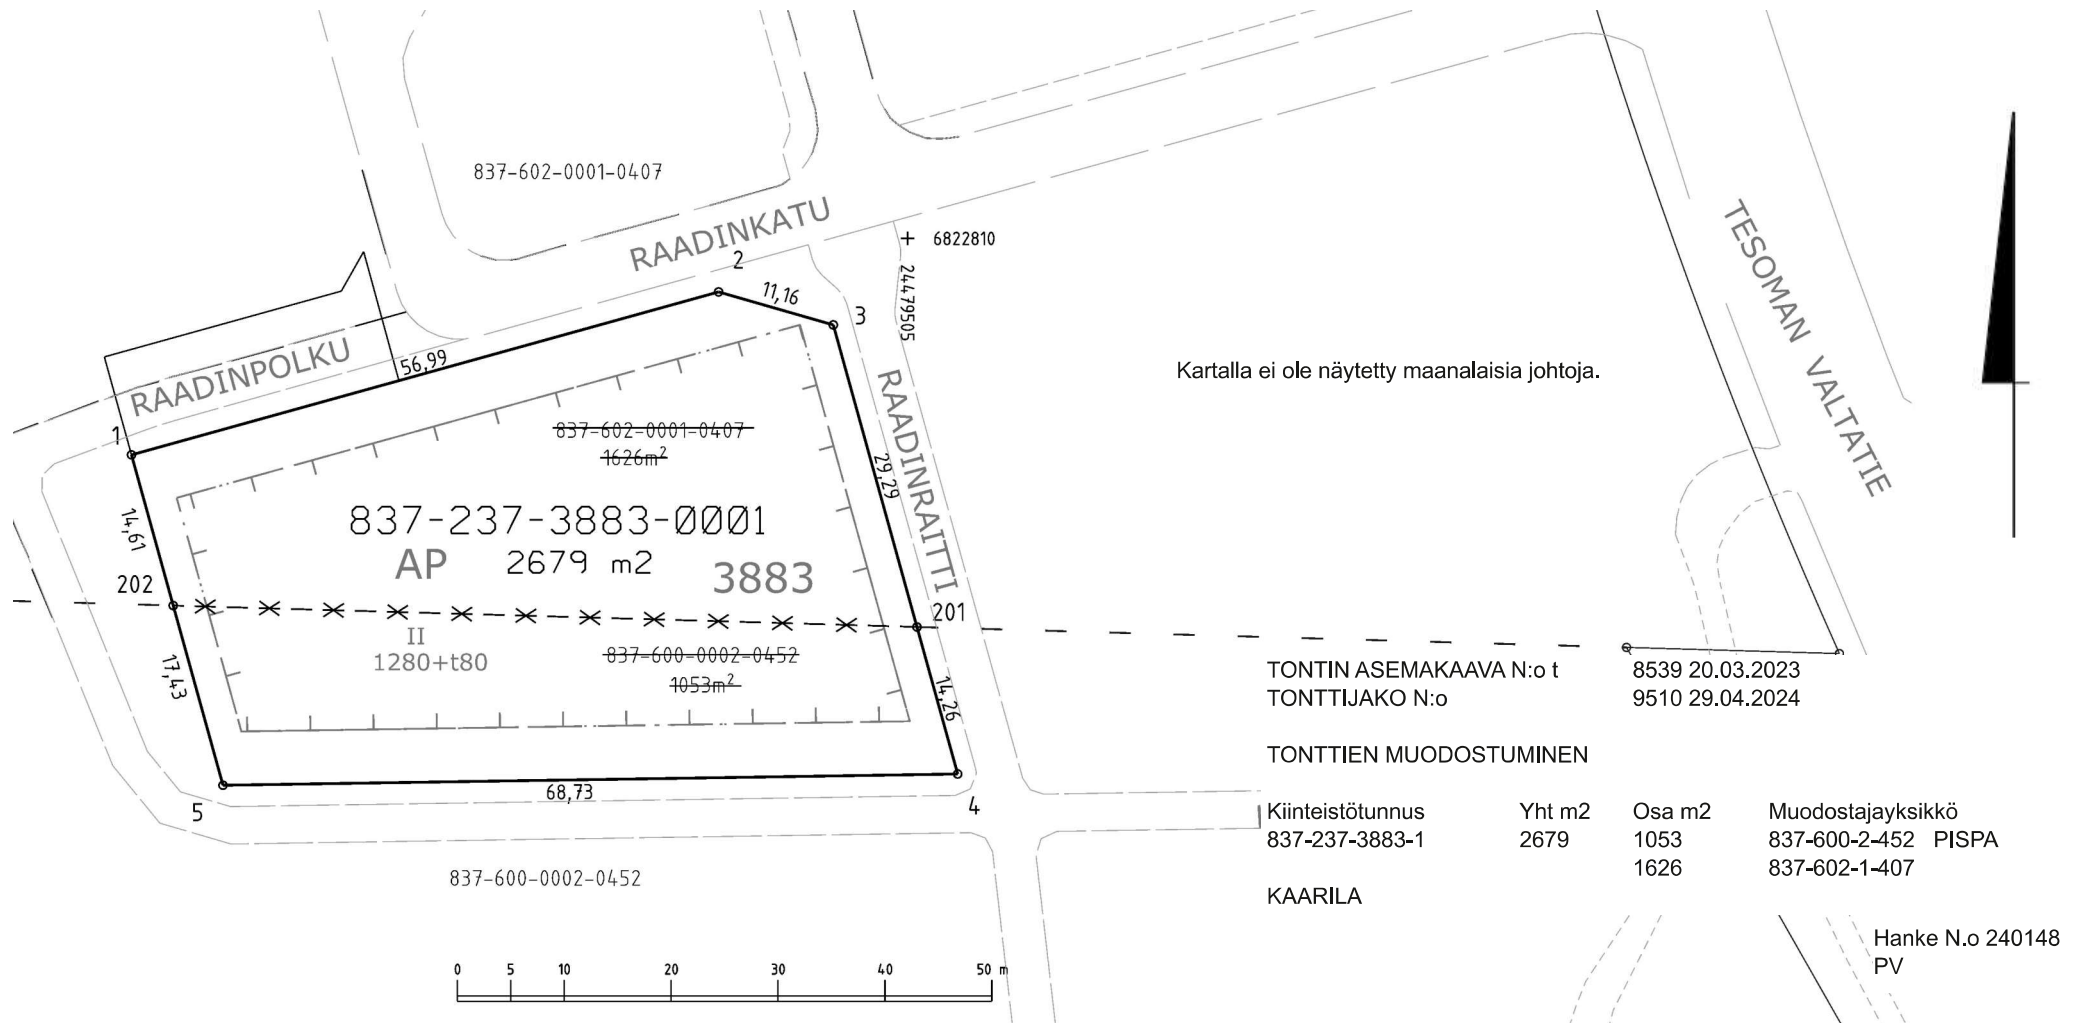 837-602-0001-0407
RAADINKATU
6822810
24479505
TESOMAN VALTATIE
2
11,16
3
RAADINPOLKU
56,99
Kartalla ei ole näytetty maanalaisia johtoja.
RAADINRAITTI
1
837-602-0001-0407
1626m²
29,29
14,61
837-237-3883-0001
AP 2679 m2 3883
202
201
II
1280+t80
837-600-0002-0452
1053m²
17,43
14,26
68,73
5
4
837-600-0002-0452
TONTIN ASEMAKAAVA N:o t 8539 20.03.2023
TONTTIJAKO N:o 9510 29.04.2024
TONTTIEN MUODOSTUMINEN
Kiinteistötunnus Yht m2 Osa m2 Muodostajayksikkö
837-237-3883-1 2679 1053 837-600-2-452 PISPA
1626 837-602-1-407
KAARILA
Hanke N.o 240148
PV
0 5 10 20 30 40 50 m